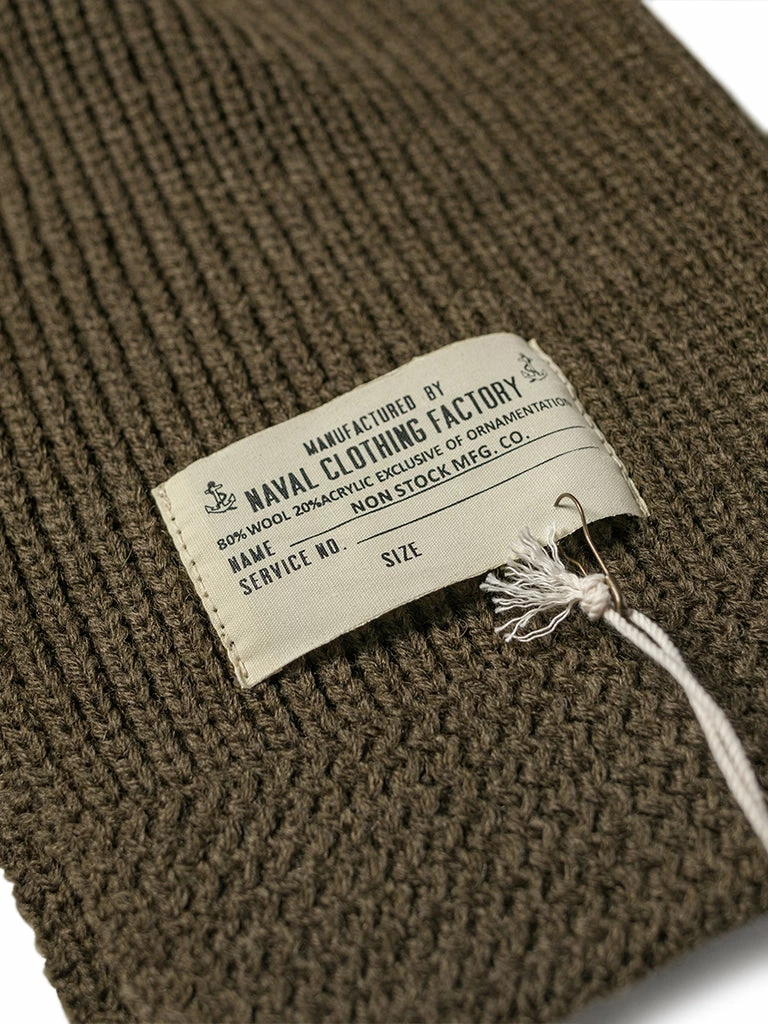 MANUFACTURED BY
NAVAL CLOTHING FACTORY
80% WOOL 20%ACRYLIC EXCLUSIVE OF ORNAMENTATION
NON STOCK MFG. CO.
NAME
SERVICE NO.
SIZE